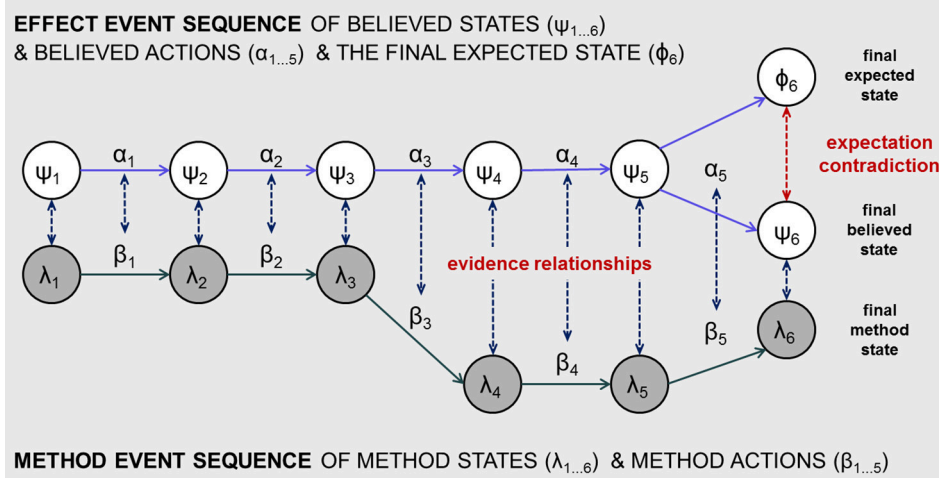 EFFECT EVENT SEQUENCE OF BELIEVED STATES (ψ₁...₆)
& BELIEVED ACTIONS (α₁...₅) & THE FINAL EXPECTED STATE (ϕ₆)
ϕ₆
final
expected
state
expectation
contradiction
ψ₁
α₁
ψ₂
α₂
ψ₃
α₃
ψ₄
α₄
ψ₅
α₅
ψ₆
final
believed
state
λ₁
β₁
λ₂
β₂
λ₃
evidence relationships
β₃
λ₄
β₄
λ₅
β₅
λ₆
final
method
state
METHOD EVENT SEQUENCE OF METHOD STATES (λ₁...₆) & METHOD ACTIONS (β₁...₅)